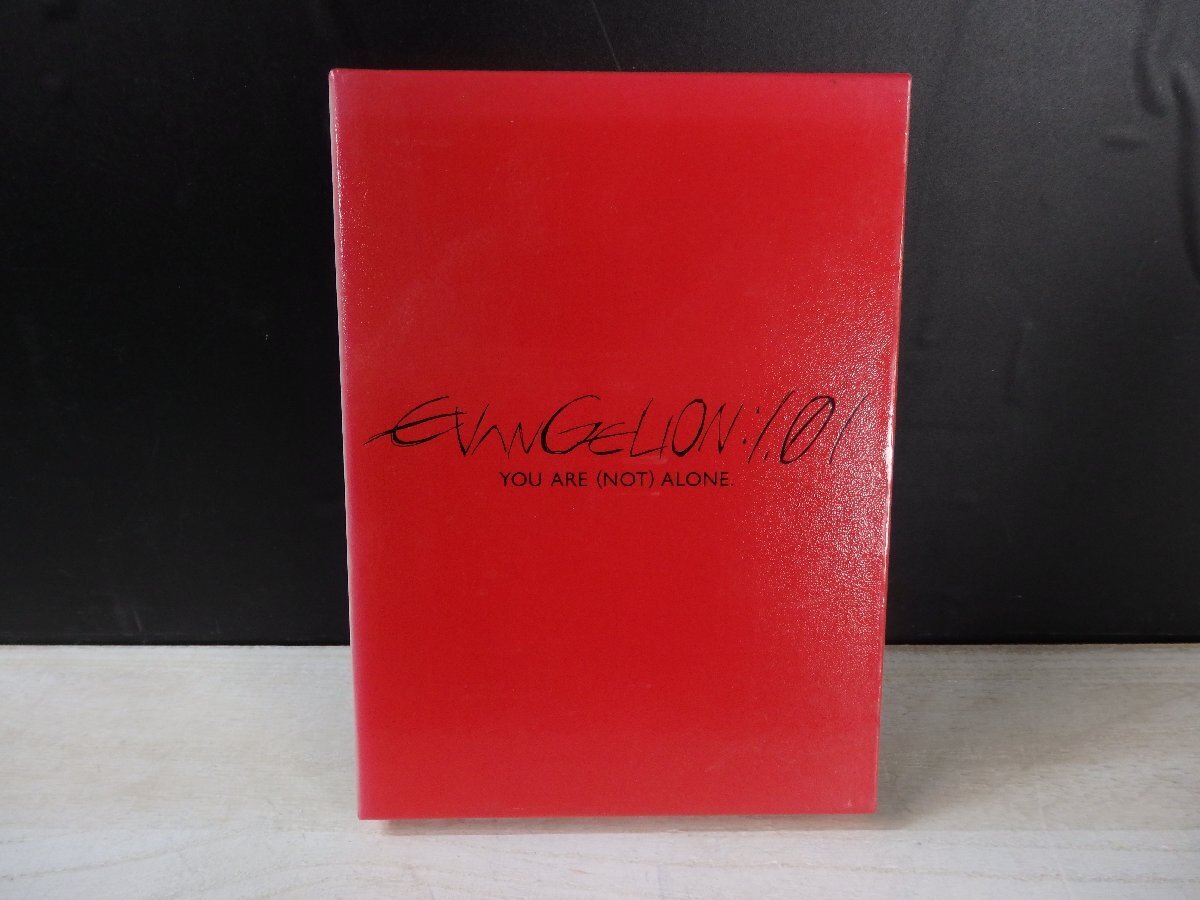 EVANGELION:1.01
YOU ARE (NOT) ALONE.